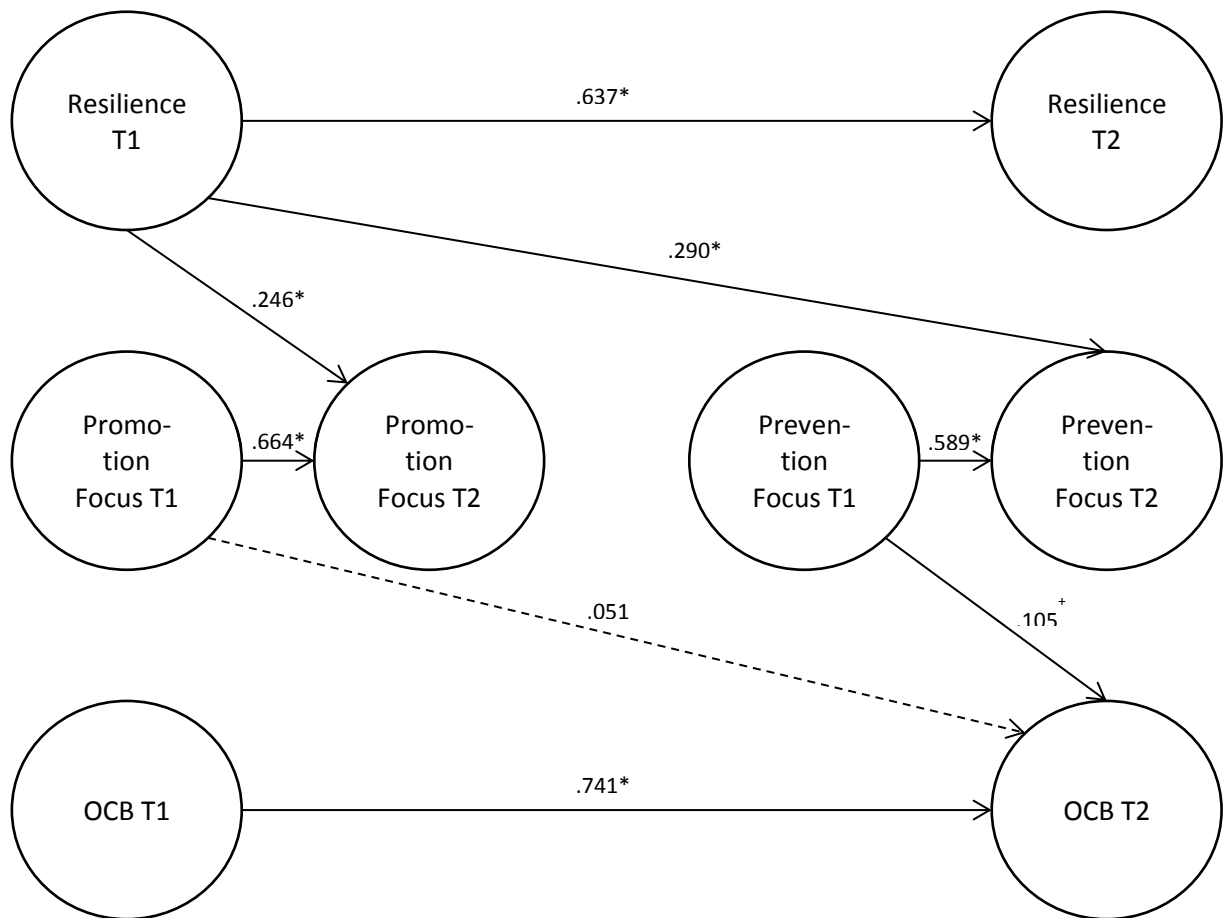 Resilience
T1
.637*
Resilience
T2
.290*
.246*
Promo-
tion
Focus T1
.664*
Promo-
tion
Focus T2
Preven-
tion
Focus T1
.589*
Preven-
tion
Focus T2
.051
.105+
OCB T1
.741*
OCB T2